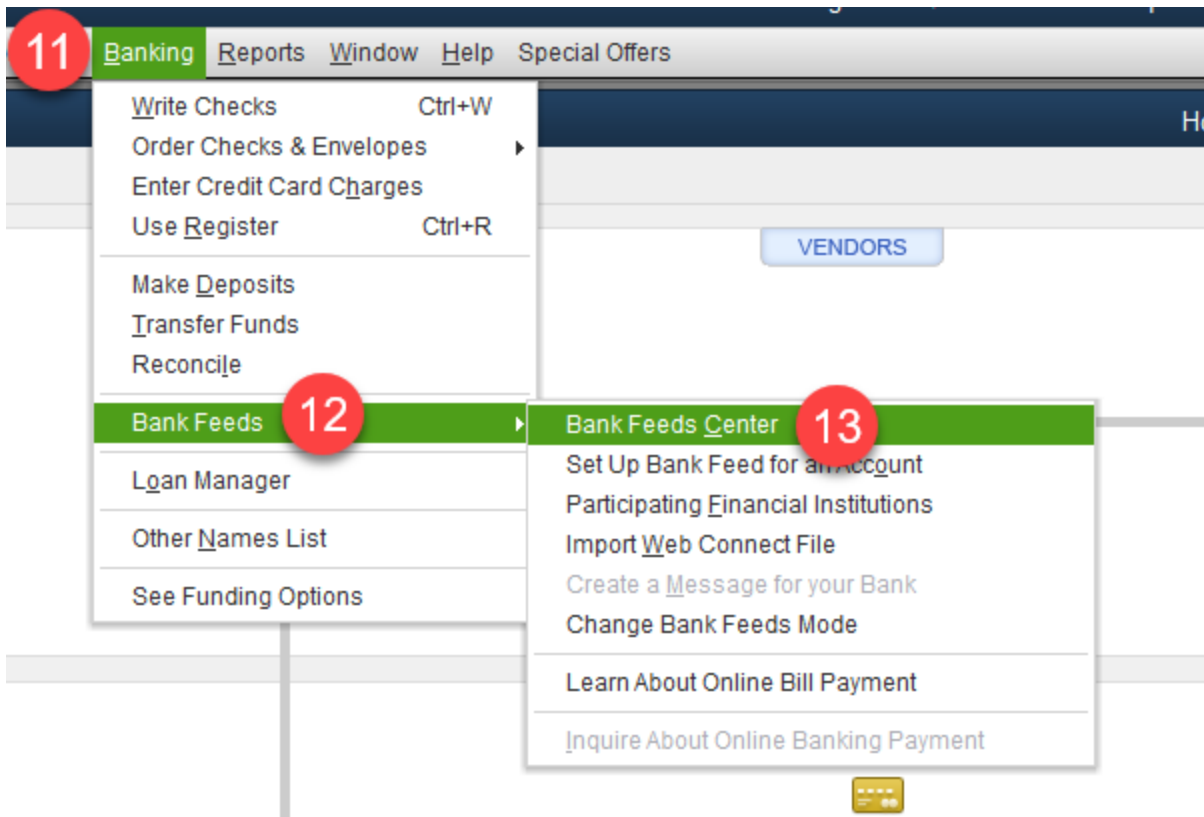 11 Banking Reports Window Help Special Offers
Write Checks Ctrl+W
Order Checks & Envelopes
Enter Credit Card Charges
Use Register Ctrl+R
VENDORS
Make Deposits
Transfer Funds
Reconcile
Bank Feeds 12
Loan Manager
Other Names List
See Funding Options
Bank Feeds Center 13
Set Up Bank Feed for an Account
Participating Financial Institutions
Import Web Connect File
Create a Message for your Bank
Change Bank Feeds Mode
Learn About Online Bill Payment
Inquire About Online Banking Payment